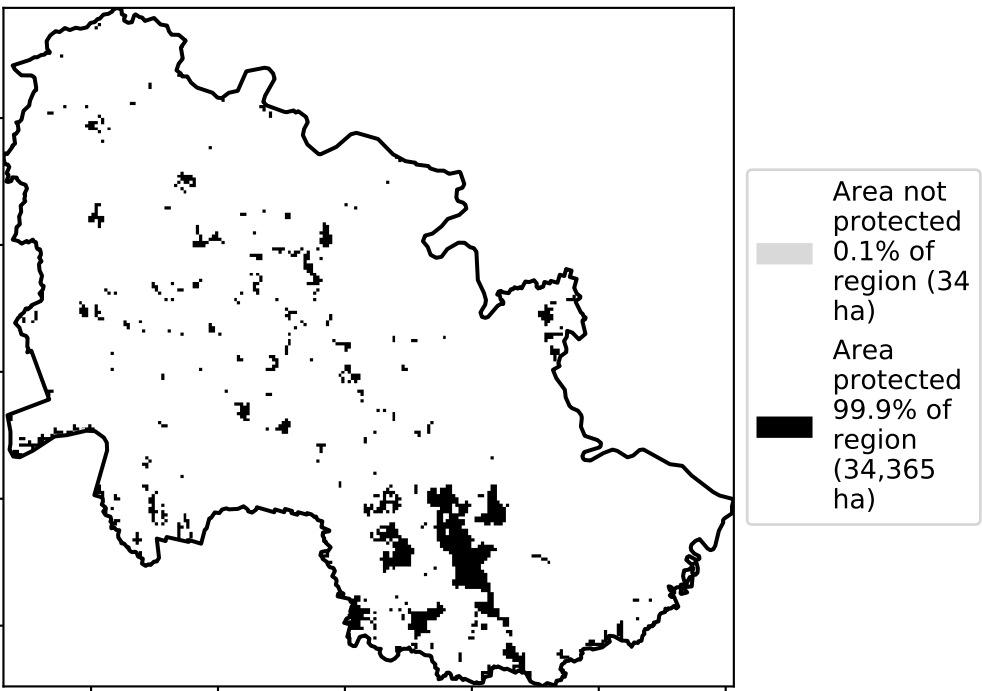 Area not
protected
0.1% of
region (34
ha)
Area
protected
99.9% of
region
(34,365
ha)